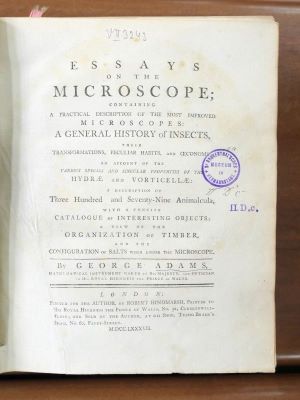 VII 3243
ESSAYS
ON THE
MICROSCOPE;
CONTAINING
A PRACTICAL DESCRIPTION OF THE MOST IMPROVED
MICROSCOPES:
A GENERAL HISTORY OF INSECTS,
THEIR
TRANSFORMATIONS, PECULIAR HABITS, AND ŒCONOMY:
AN ACCOUNT OF THE
VARIOUS SPECIES AND SINGULAR PROPERTIES OF THE
HYDRÆ AND VORTICELLÆ:
A DESCRIPTION OF
Three Hundred and Seventy-Nine Animalcula,
WITH A CONCISE
CATALOGUE OF INTERESTING OBJECTS:
A VIEW OF THE
ORGANIZATION OF TIMBER,
AND THE
CONFIGURATION OF SALTS WHEN UNDER THE MICROSCOPE.
MUSEUM
II D.c.
By GEORGE ADAMS,
MATHEMATICAL INSTRUMENT MAKER TO HIS MAJESTY, AND OPTICIAN
TO HIS ROYAL HIGHNESS THE PRINCE OF WALES.
LONDON:
PRINTED FOR THE AUTHOR, BY ROBERT HINDMARSH, PRINTER TO
HIS ROYAL HIGHNESS THE PRINCE OF WALES, No. 32, CLERKENWELL-
CLOSE; AND SOLD BY THE AUTHOR, AT HIS SHOP, TYCHO BRAHE'S
HEAD, No. 60, FLEET-STREET.
MDCCLXXXVII.